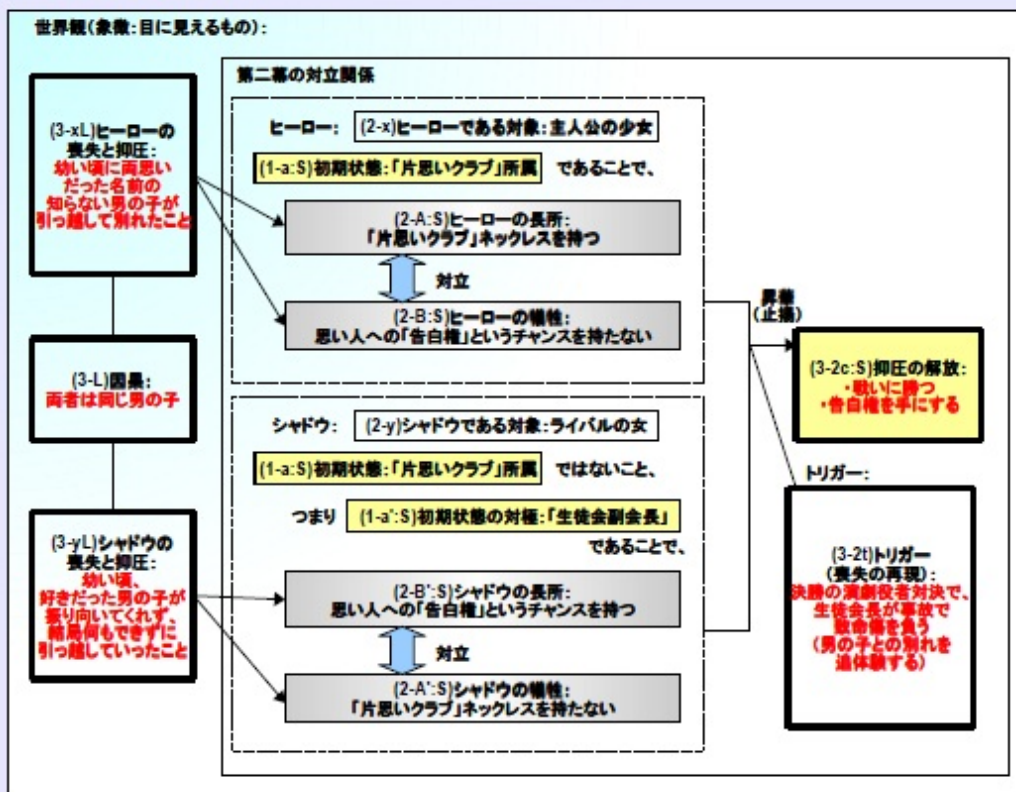 世界観(象徴:目に見えるもの):
第二幕の対立関係
(3-xL)ヒーローの
喪失と抑圧:
幼い頃に両思い
だった名前の
知らない男の子が
引っ越して別れたこと
ヒーロー: (2-x)ヒーローである対象:主人公の少女
(1-a:S)初期状態:「片思いクラブ」所属 であることで、
(2-A:S)ヒーローの長所:
「片思いクラブ」ネックレスを持つ
対立
(2-B:S)ヒーローの犠牲:
思い人への「告白権」というチャンスを持たない
(3-L)因果:
両者は同じ男の子
シャドウ: (2-y)シャドウである対象:ライバルの女
(1-a:S)初期状態:「片思いクラブ」所属 ではないこと、
つまり (1-a':S)初期状態の対極:「生徒会副会長」
であることで、
(3-yL)シャドウの
喪失と抑圧:
幼い頃、
好きだった男の子が
振り向いてくれず、
結局何もできずに
引っ越していったこと
(2-B':S)シャドウの長所:
思い人への「告白権」というチャンスを持つ
対立
(2-A':S)シャドウの犠牲:
「片思いクラブ」ネックレスを持たない
昇華
(止揚)
(3-2c:S)抑圧の解放:
・戦いに勝つ
・告白権を手にする
トリガー:
(3-2t)トリガー
(喪失の再現):
決勝の演劇役者対決で、
生徒会長が事故で
致命傷を負う
(男の子との別れを
追体験する)